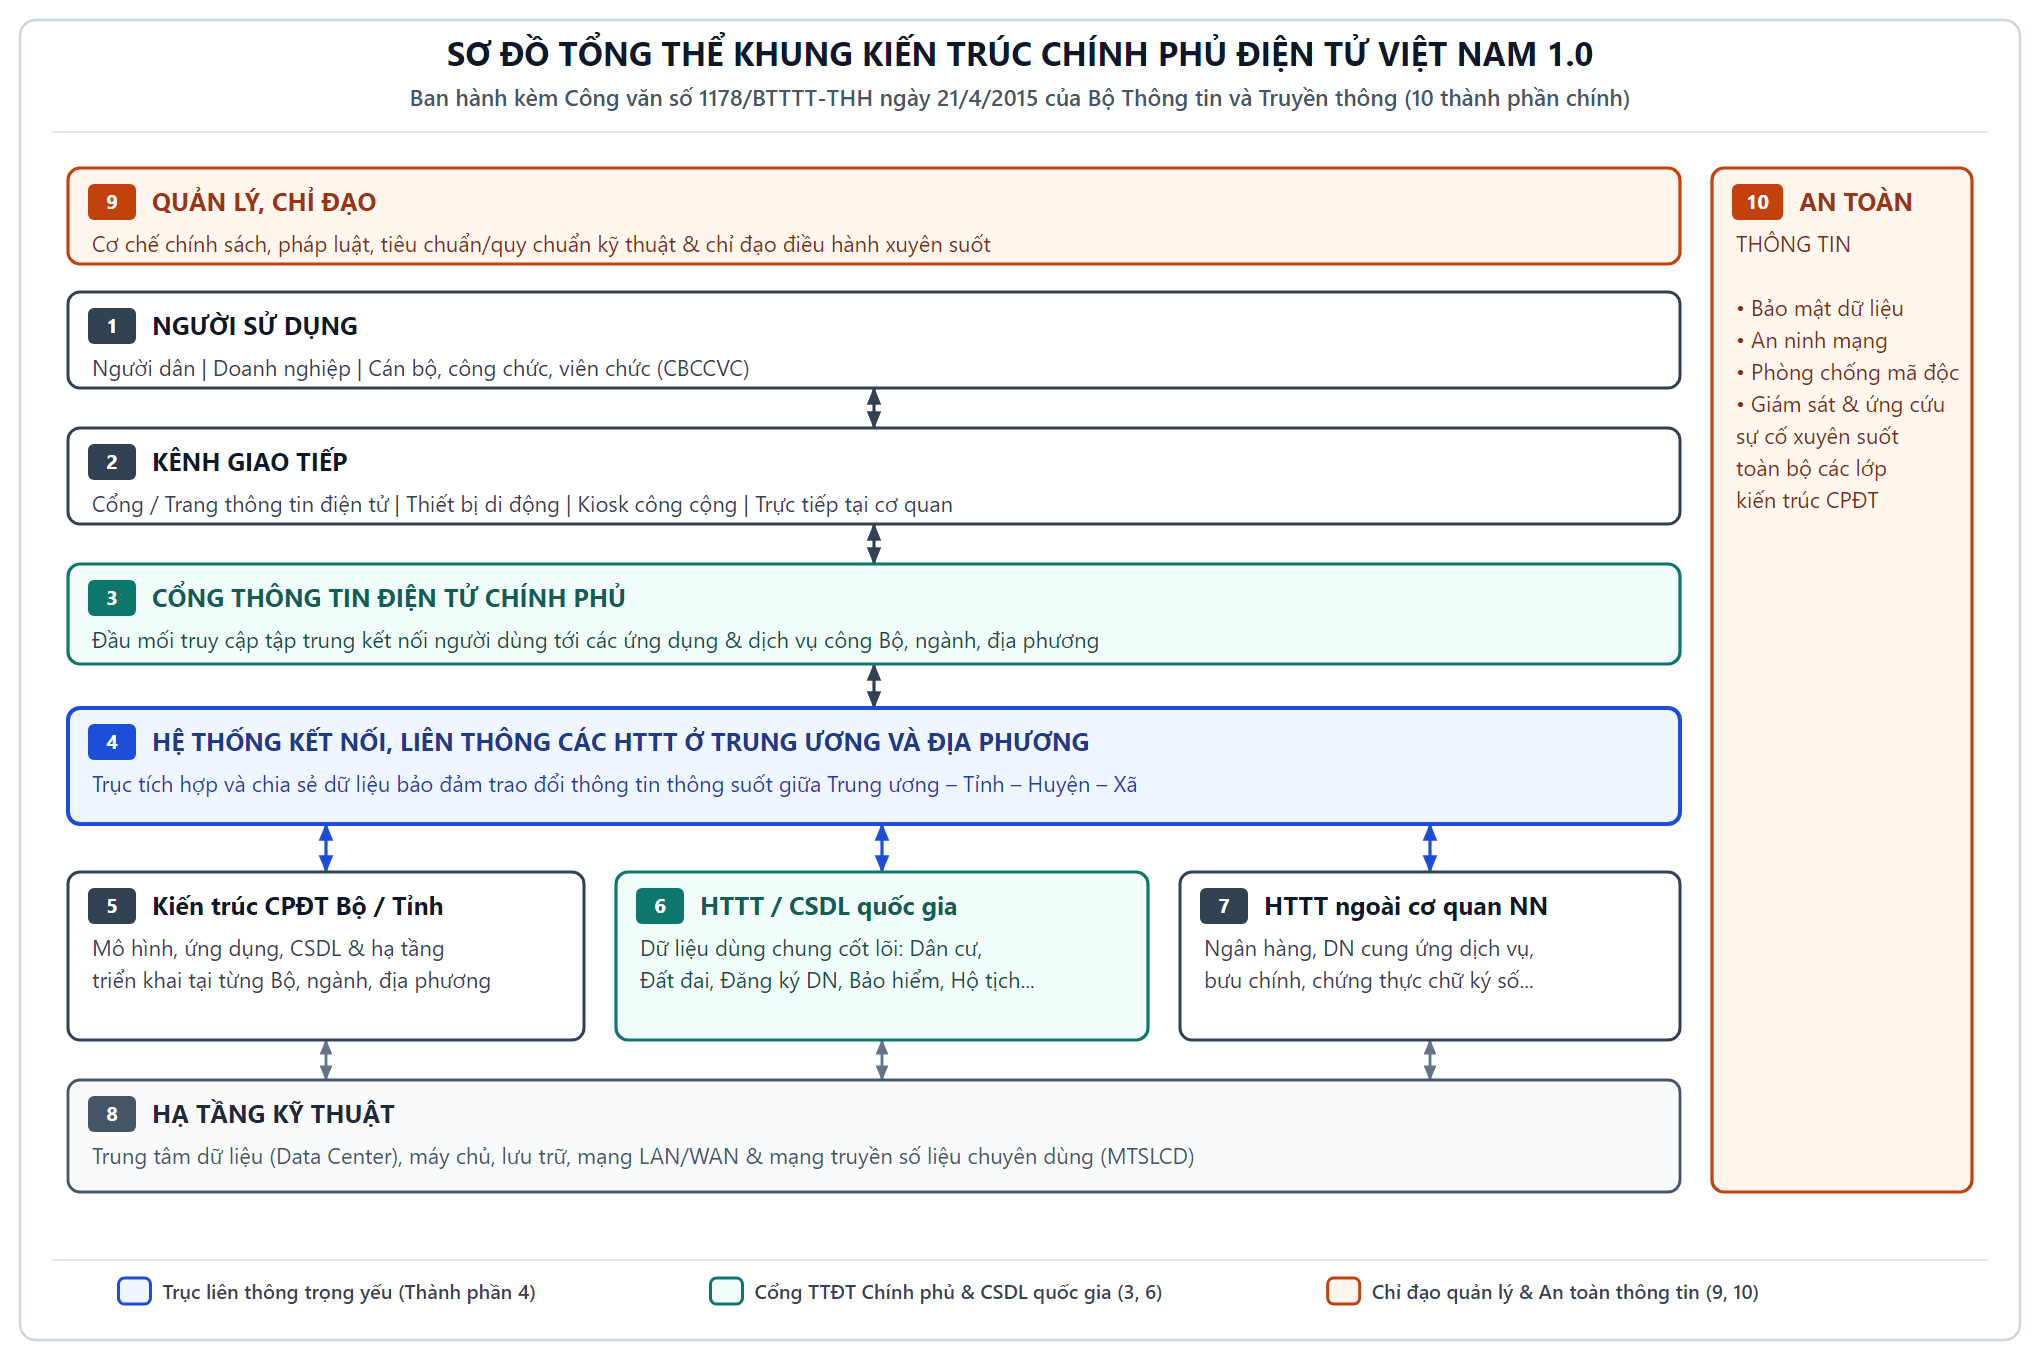 SƠ ĐỒ TỔNG THỂ KHUNG KIẾN TRÚC CHÍNH PHỦ ĐIỆN TỬ VIỆT NAM 1.0
Ban hành kèm Công văn số 1178/BTTTT-THH ngày 21/4/2015 của Bộ Thông tin và Truyền thông (10 thành phần chính)
9 QUẢN LÝ, CHỈ ĐẠO
Cơ chế chính sách, pháp luật, tiêu chuẩn/quy chuẩn kỹ thuật & chỉ đạo điều hành xuyên suốt
1 NGƯỜI SỬ DỤNG
Người dân | Doanh nghiệp | Cán bộ, công chức, viên chức (CBCCVC)
2 KÊNH GIAO TIẾP
Cổng / Trang thông tin điện tử | Thiết bị di động | Kiosk công cộng | Trực tiếp tại cơ quan
3 CỔNG THÔNG TIN ĐIỆN TỬ CHÍNH PHỦ
Đầu mối truy cập tập trung kết nối người dùng tới các ứng dụng & dịch vụ công Bộ, ngành, địa phương
4 HỆ THỐNG KẾT NỐI, LIÊN THÔNG CÁC HTTT Ở TRUNG ƯƠNG VÀ ĐỊA PHƯƠNG
Trục tích hợp và chia sẻ dữ liệu bảo đảm trao đổi thông tin thông suốt giữa Trung ương – Tỉnh – Huyện – Xã
5 Kiến trúc CPĐT Bộ / Tỉnh
Mô hình, ứng dụng, CSDL & hạ tầng
triển khai tại từng Bộ, ngành, địa phương
6 HTTT / CSDL quốc gia
Dữ liệu dùng chung cốt lõi: Dân cư,
Đất đai, Đăng ký DN, Bảo hiểm, Hộ tịch...
7 HTTT ngoài cơ quan NN
Ngân hàng, DN cung ứng dịch vụ,
bưu chính, chứng thực chữ ký số...
8 HẠ TẦNG KỸ THUẬT
Trung tâm dữ liệu (Data Center), máy chủ, lưu trữ, mạng LAN/WAN & mạng truyền số liệu chuyên dùng (MTSLCD)
10 AN TOÀN
THÔNG TIN
• Bảo mật dữ liệu
• An ninh mạng
• Phòng chống mã độc
• Giám sát & ứng cứu
sự cố xuyên suốt
toàn bộ các lớp
kiến trúc CPĐT
Trục liên thông trọng yếu (Thành phần 4)
Cổng TTĐT Chính phủ & CSDL quốc gia (3, 6)
Chỉ đạo quản lý & An toàn thông tin (9, 10)